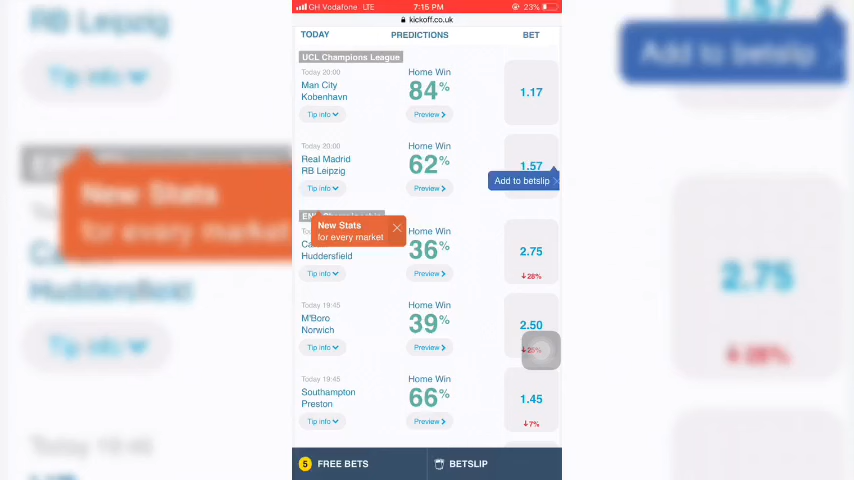 GH Vodafone LTE 7:15 PM 23%
kickoff.co.uk
TODAY PREDICTIONS BET
UCL Champions League
Today 20:00 Home Win
Man City
Kobenhavn 84% 1.17
Tip info Preview
Today 20:00 Home Win
Real Madrid
RB Leipzig 62% 1.57
Add to betslip
Tip info Preview
New Stats
for every market
36% 2.75
Huddersfield
Tip info Preview 28%
Today 19:45 Home Win
M'Boro
Norwich 39% 2.50
Tip info Preview
Today 19:45 Home Win
Southampton
Preston 66% 1.45
Tip info Preview 7%
5 FREE BETS BETSLIP
RB Leipzig
Tip info
New Stats
for every market
Huddersfield
Tip info
Today 19:45
1.57
Add to betslip
2.75
28%